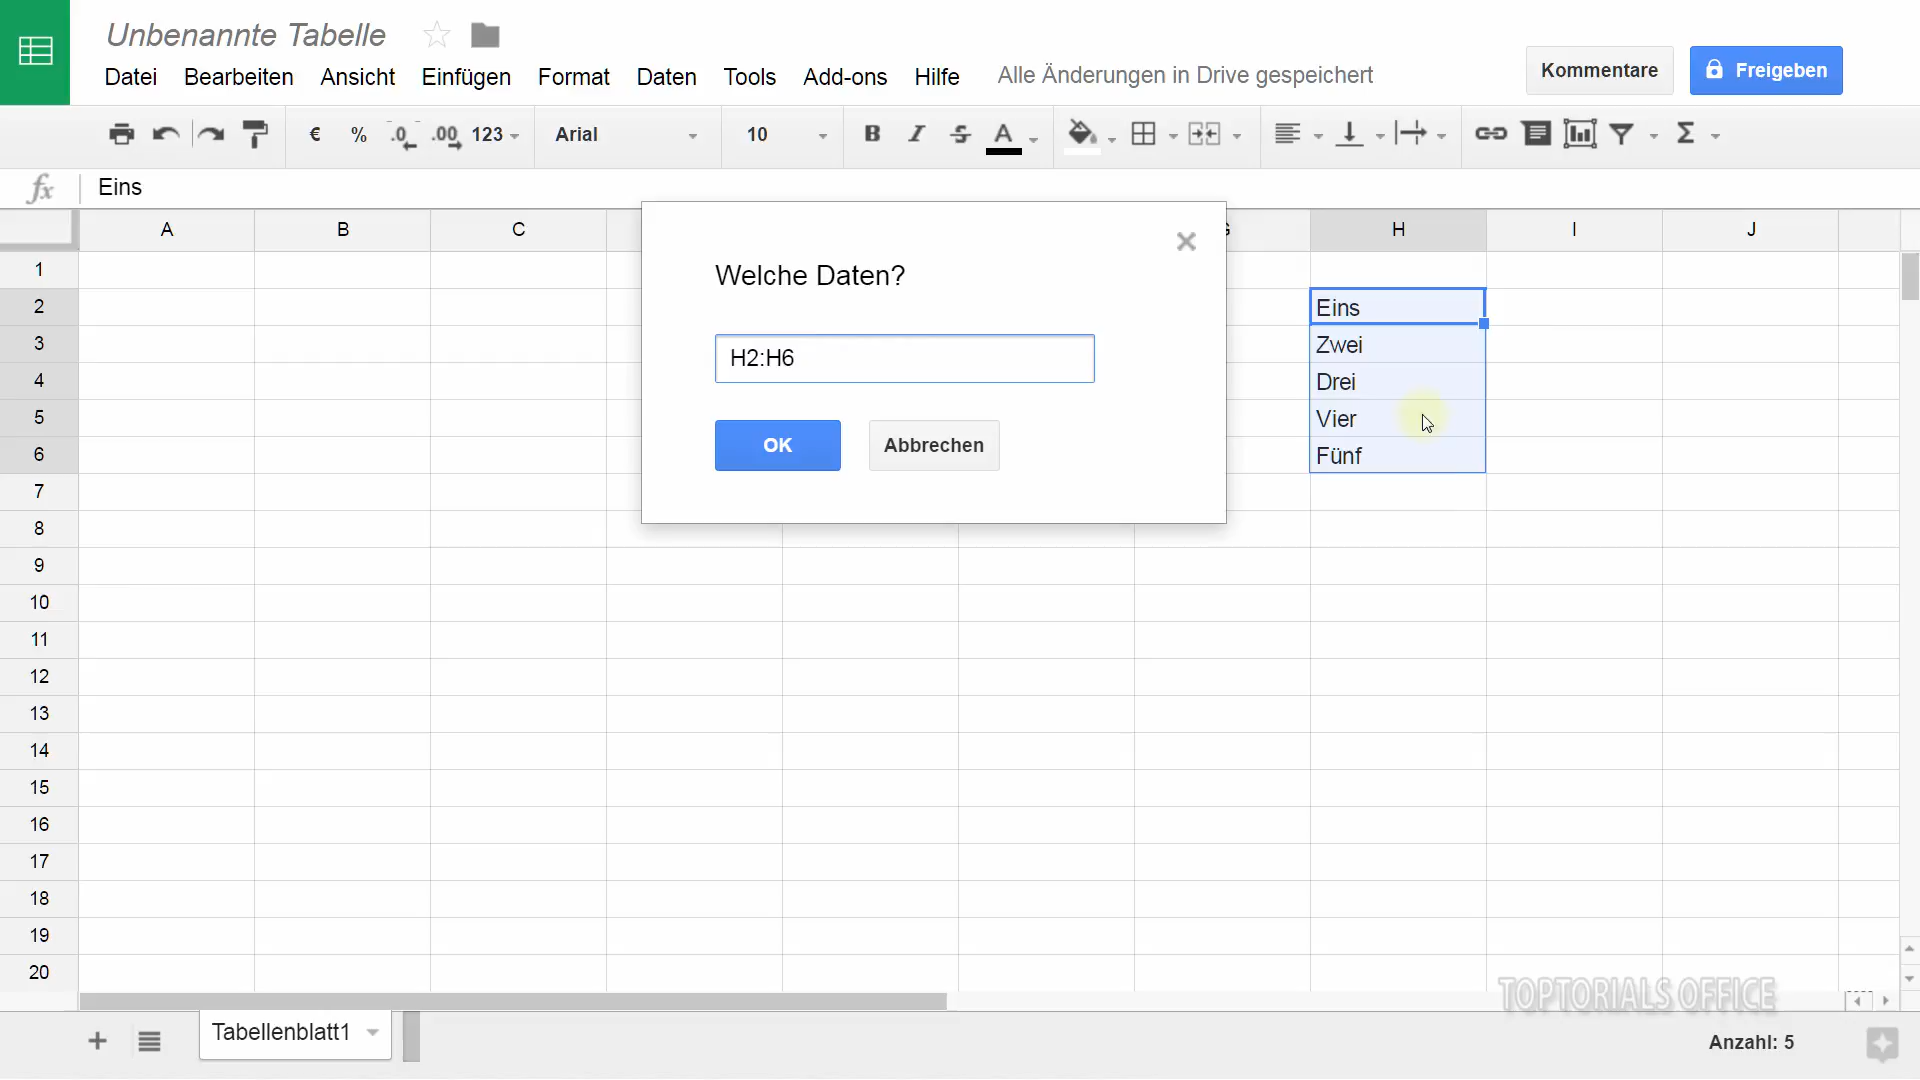 Unbenannte Tabelle
Datei Bearbeiten Ansicht Einfügen Format Daten Tools Add-ons Hilfe Alle Änderungen in Drive gespeichert
Kommentare Freigeben
€ % .0 .00 123 Arial 10 B I S A Σ
fx Eins
A B C H I J
Welche Daten?
H2:H6
OK Abbrechen
1
2 Eins
3 Zwei
4 Drei
5 Vier
6 Fünf
7
8
9
10
11
12
13
14
15
16
17
18
19
20
TOPTORIALS OFFICE
Tabellenblatt1
Anzahl: 5